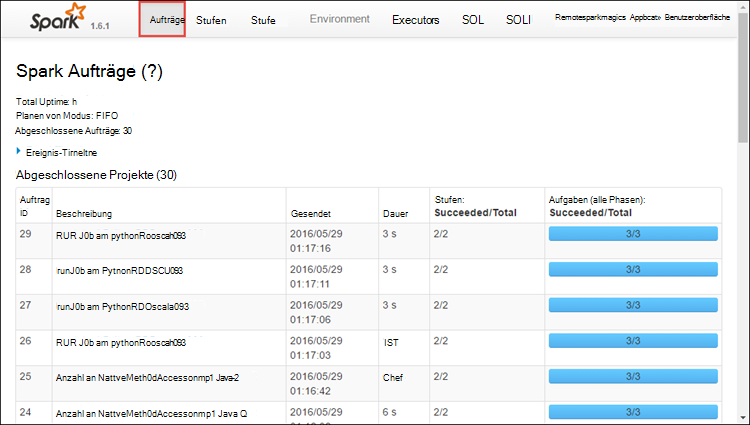 Spark 1.6.1 Aufträge Stufen Stufe Environment Executors SOL SOLI Remotesparkmagics Appbcat» Benutzeroberfläche
Spark Aufträge (?)
Total Uptime: h
Planen von Modus: FIFO
Abgeschlossene Aufträge: 30
Ereignis-Tirneltne
Abgeschlossene Projekte (30)
Auftrag ID Beschreibung Gesendet Dauer Stufen: Succeeded/Total Aufgaben (alle Phasen): Succeeded/Total
29 RUR J0b am pythonRooscah093 2016/05/29 01:17:16 3 s 2/2 3/3
28 runJ0b am PytnonRDDSCU093 2016/05/29 01:17:11 3 s 2/2 3/3
27 runJ0b am PythonRDOscala093 2016/05/29 01:17:06 3 s 2/2 3/3
26 RUR J0b am pythonRooscah093 2016/05/29 01:17:03 IST 2/2 3/3
25 Anzahl an NattveMeth0dAccessonmp1 Java-2 2016/05/29 01:16:42 Chef 2/2 3/3
24 Anzahl an NattveMeth0dAccessonmp1 Java Q 2016/05/29 6 s 2/2 3/3